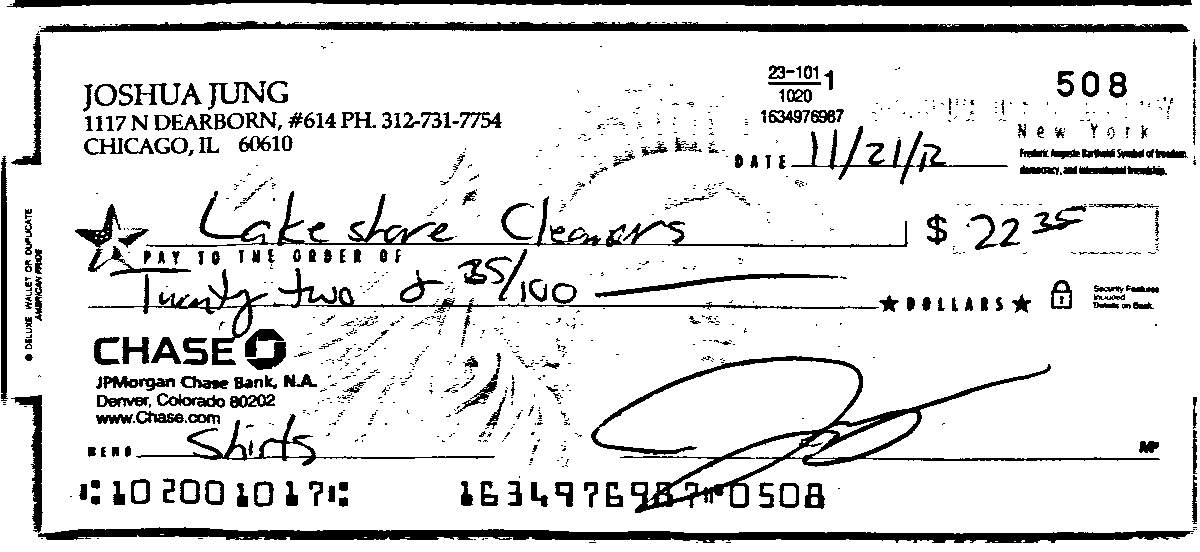 JOSHUA JUNG
1117 N DEARBORN, #614 PH. 312-731-7754
CHICAGO, IL 60610
23-101 1
1020
1634976987
508
New York
Frederic Auguste Bartholdi Symbol of freedom,
democracy, and international friendship.
DATE 11/21/12
Lakeshore Cleaners $ 22 35
PAY TO THE ORDER OF
Twenty two & 35/100
DOLLARS
Security Features
Included
Details on Back.
© DELUXE WALLET OR DUPLICATE
AMERICAN PRIDE
CHASE
JPMorgan Chase Bank, N.A.
Denver, Colorado 80202
www.Chase.com
MEMO Shirts
MP
⑆102001017⑆ 1634976987⑈0508